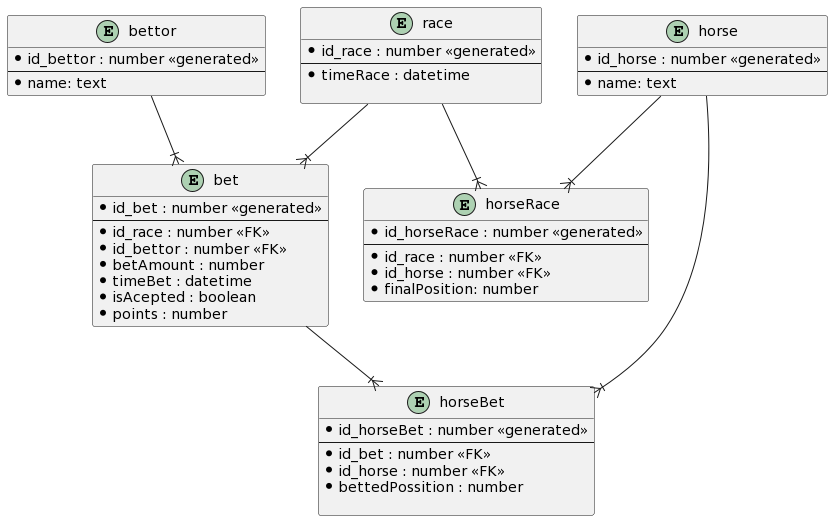 E bettor
id_bettor : number «generated»
name: text
E race
id_race : number «generated»
timeRace : datetime
E horse
id_horse : number «generated»
name: text
E bet
id_bet : number «generated»
id_race : number «FK»
id_bettor : number «FK»
betAmount : number
timeBet : datetime
isAcepted : boolean
points : number
E horseRace
id_horseRace : number «generated»
id_race : number «FK»
id_horse : number «FK»
finalPosition: number
E horseBet
id_horseBet : number «generated»
id_bet : number «FK»
id_horse : number «FK»
bettedPossition : number